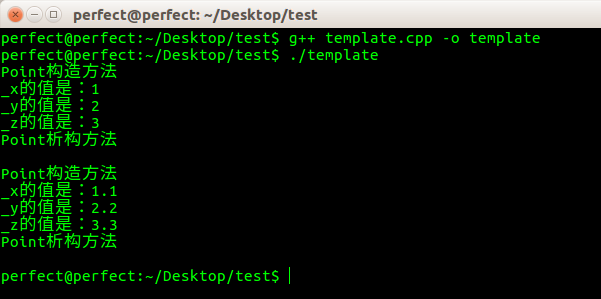 perfect@perfect: ~/Desktop/test
perfect@perfect:~/Desktop/test$ g++ template.cpp -o template
perfect@perfect:~/Desktop/test$ ./template
Point构造方法
_x的值是：1
_y的值是：2
_z的值是：3
Point析构方法
Point构造方法
_x的值是：1.1
_y的值是：2.2
_z的值是：3.3
Point析构方法
perfect@perfect:~/Desktop/test$